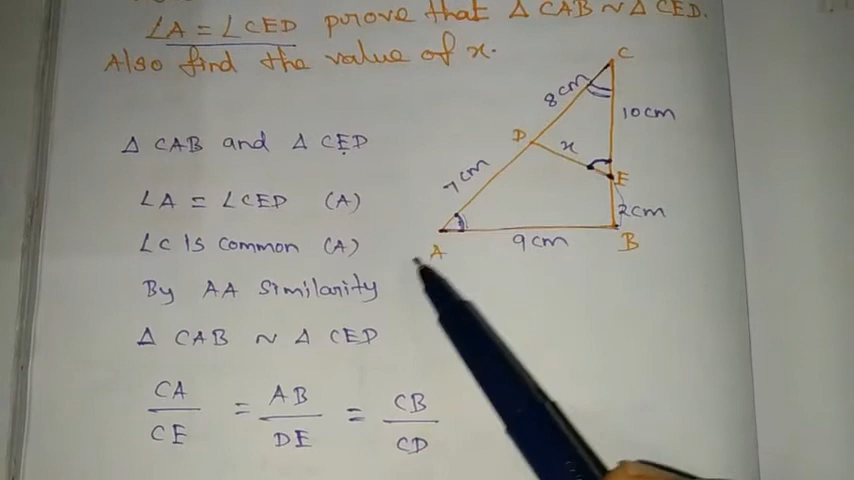 ∠A = ∠CED prove that Δ CAB ~ Δ CED.
Also find the value of x.
Δ CAB and Δ CED
∠A = ∠CED (A)
∠C Is common (A)
By AA Similarity
Δ CAB ~ Δ CED
CA/CE = AB/DE = CB/CD
C
8cm
10cm
D
x
7cm
E
2cm
A
9cm
B